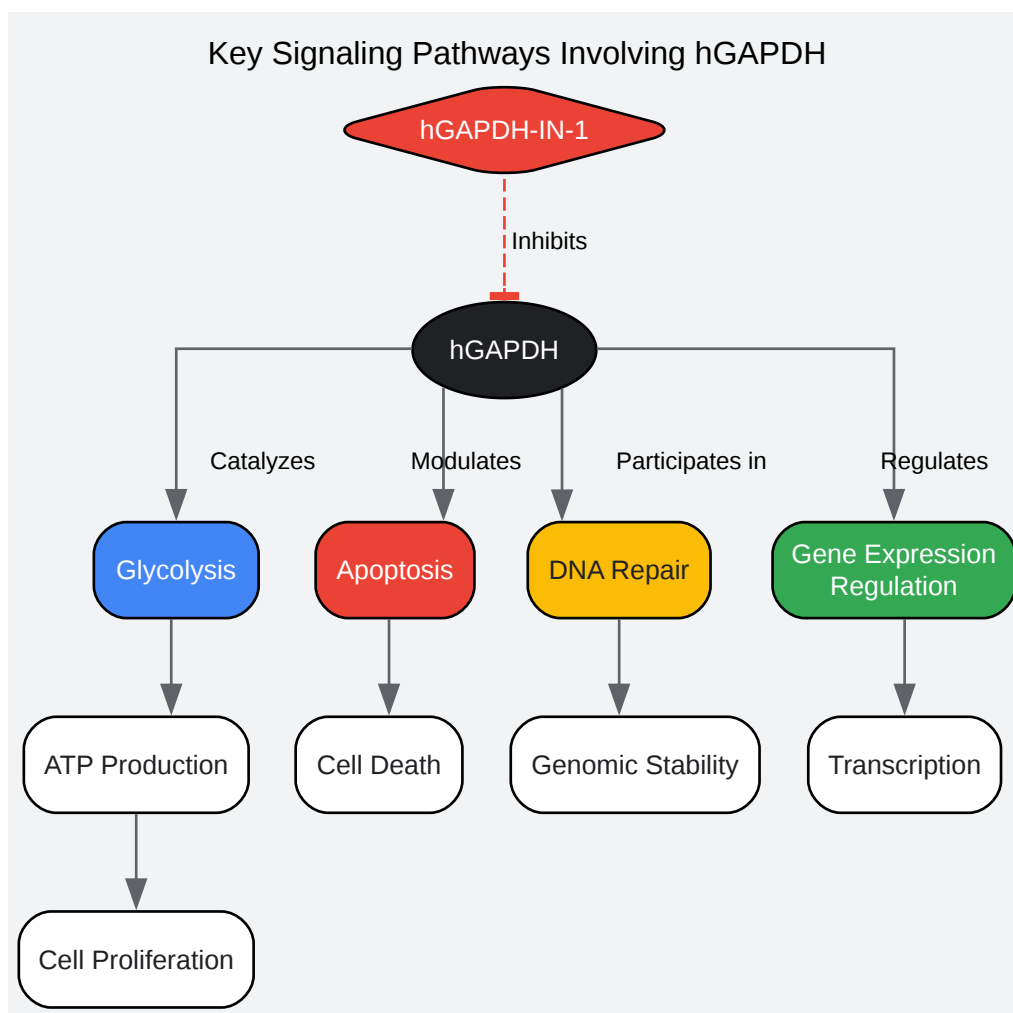 Key Signaling Pathways Involving hGAPDH
hGAPDH-IN-1
Inhibits
hGAPDH
Catalyzes
Modulates
Participates in
Regulates
Glycolysis
Apoptosis
DNA Repair
Gene Expression
Regulation
ATP Production
Cell Death
Genomic Stability
Transcription
Cell Proliferation